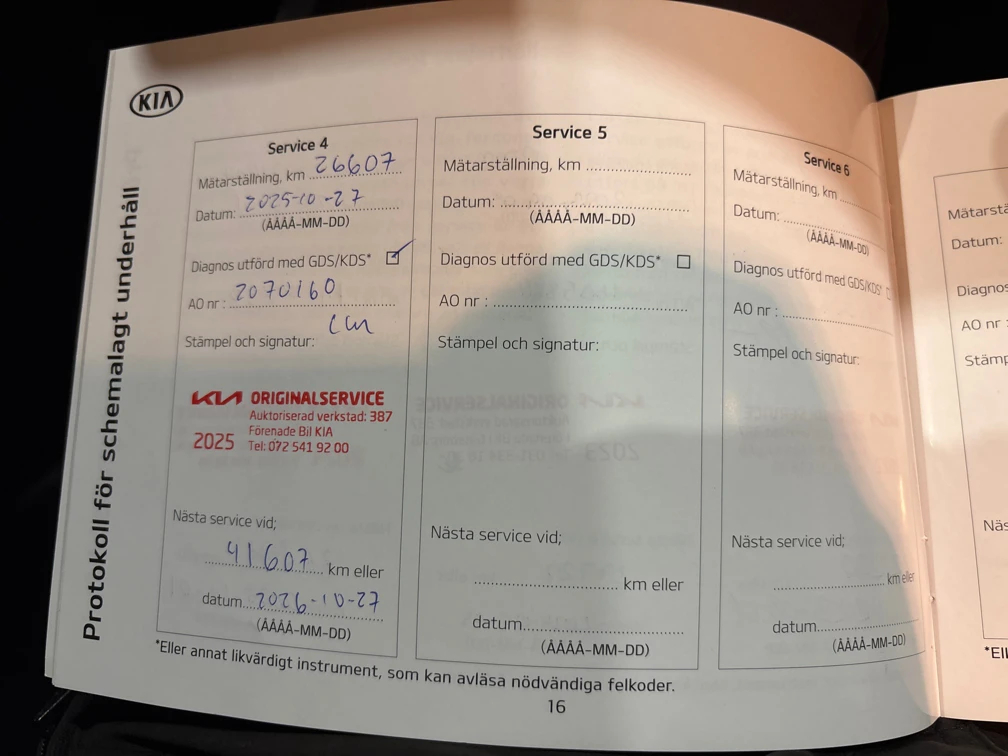 KIA
Protokoll för schemalagt underhåll
Service 4
Mätarställning, km 26607
Datum: 2025-10-27
(ÅÅÅÅ-MM-DD)
Diagnos utförd med GDS/KDS*
AO nr : 2070160
Stämpel och signatur:
KIA ORIGINALSERVICE
Auktoriserad verkstad: 387
Förenade Bil KIA
2025 Tel: 072 541 92 00
Nästa service vid;
41607 km eller
datum 2026-10-27
(ÅÅÅÅ-MM-DD)
Service 5
Mätarställning, km
Datum:
(ÅÅÅÅ-MM-DD)
Diagnos utförd med GDS/KDS*
AO nr :
Stämpel och signatur:
Nästa service vid;
km eller
datum
(ÅÅÅÅ-MM-DD)
Service 6
Mätarställning, km
Datum:
(ÅÅÅÅ-MM-DD)
Diagnos utförd med GDS/KDS*
AO nr :
Stämpel och signatur:
Nästa service vid;
km eller
datum
(ÅÅÅÅ-MM-DD)
*Eller annat likvärdigt instrument, som kan avläsa nödvändiga felkoder.
16
Datum:
AO nr :